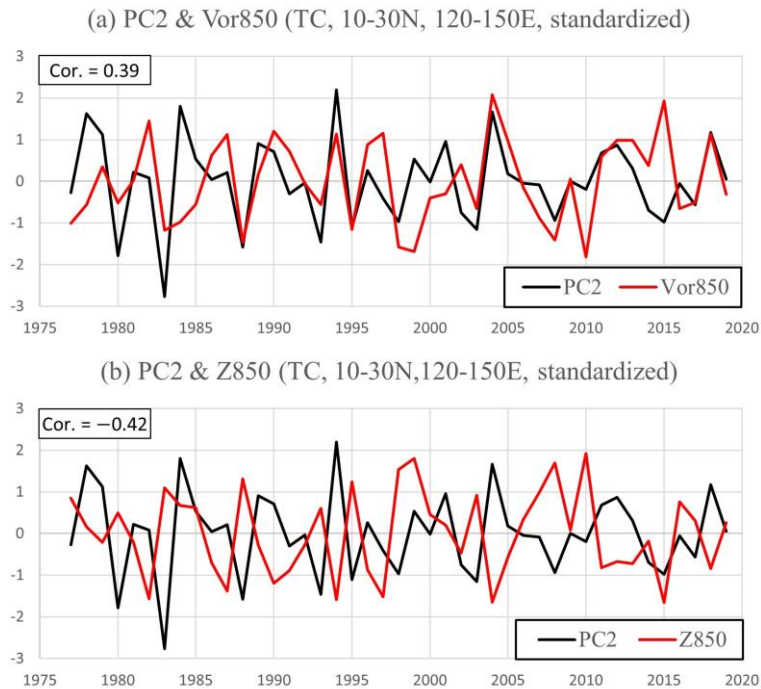 (a) PC2 & Vor850 (TC, 10-30N, 120-150E, standardized)
3
Cor. = 0.39
2
1
0
-1
-2
PC2 Vor850
-3
1975 1980 1985 1990 1995 2000 2005 2010 2015 2020
(b) PC2 & Z850 (TC, 10-30N,120-150E, standardized)
3
Cor. = −0.42
2
1
0
-1
-2
PC2 Z850
-3
1975 1980 1985 1990 1995 2000 2005 2010 2015 2020